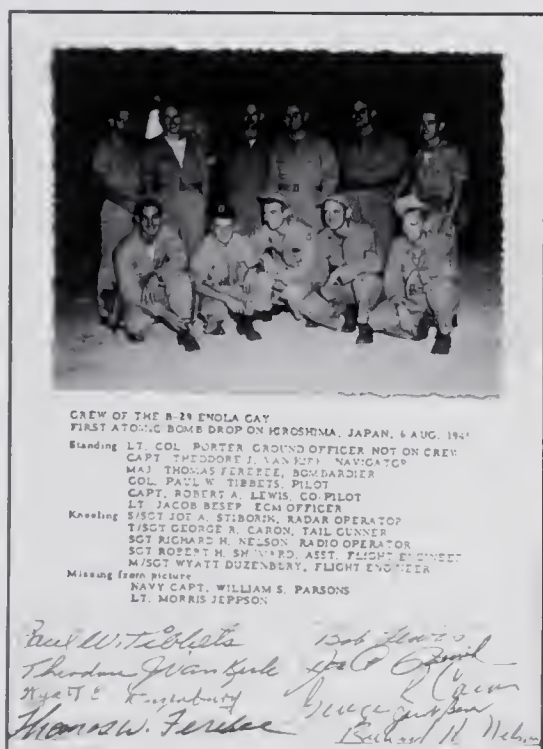 CREW OF THE B-29 ENOLA GAY
FIRST ATOMIC BOMB DROP ON HIROSHIMA, JAPAN, 6 AUG. 1945
Standing LT. COL. PORTER GROUND OFFICER NOT ON CREW
CAPT. THEODORE J. VAN KIRK, NAVIGATOR
MAJ. THOMAS FEREBEE, BOMBARDIER
COL. PAUL W. TIBBETS, PILOT
CAPT. ROBERT A. LEWIS, CO-PILOT
LT. JACOB BESER, ECM OFFICER
Kneeling S/SGT JOE A. STIBORIK, RADAR OPERATOR
T/SGT GEORGE R. CARON, TAIL GUNNER
SGT RICHARD H. NELSON, RADIO OPERATOR
SGT ROBERT H. SHUMARD, ASST. FLIGHT ENGINEER
M/SGT WYATT DUZENBURY, FLIGHT ENGINEER
Missing from picture
NAVY CAPT. WILLIAM S. PARSONS
LT. MORRIS JEPPSON
Paul W. Tibbets
Bob Lewis
Theodore J Van Kirk
Thomas W. Ferebee
Richard H. Nelson